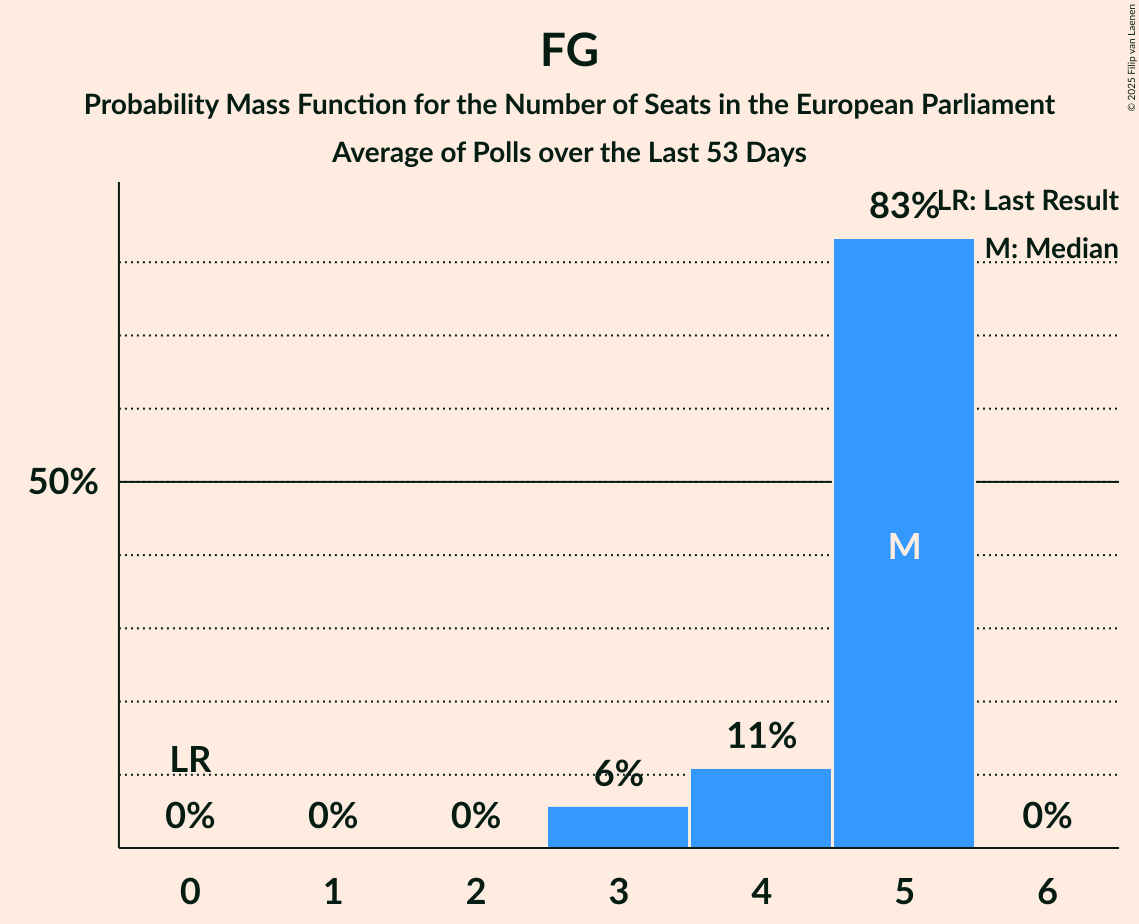 FG
Probability Mass Function for the Number of Seats in the European Parliament
Average of Polls over the Last 53 Days
© 2025 Filip van Laenen
83%
LR: Last Result
M: Median
50%
M
11%
LR
6%
0%
0%
0%
0%
0 1 2 3 4 5 6